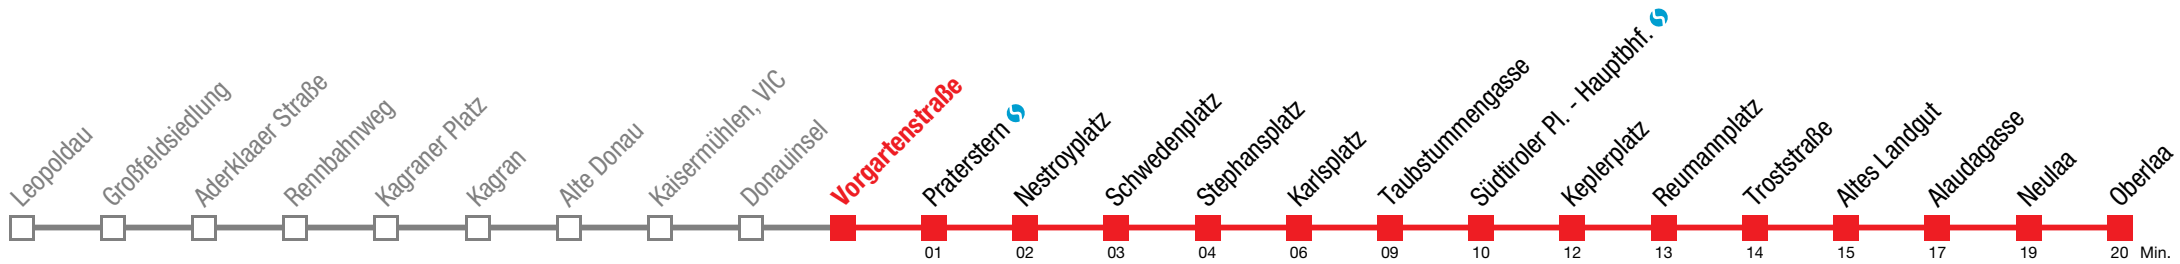 Leopoldau
Großfeldsiedlung
Aderklaaer Straße
Rennbahnweg
Kagraner Platz
Kagran
Alte Donau
Kaisermühlen, VIC
Donauinsel
Vorgartenstraße
Praterstern
Nestroyplatz
Schwedenplatz
Stephansplatz
Karlsplatz
Taubstummengasse
Südtiroler Pl. - Hauptbhf.
Keplerplatz
Reumannplatz
Troststraße
Altes Landgut
Alaudagasse
Neulaa
Oberlaa
01 02 03 04 06 09 10 12 13 14 15 17 19 20 Min.